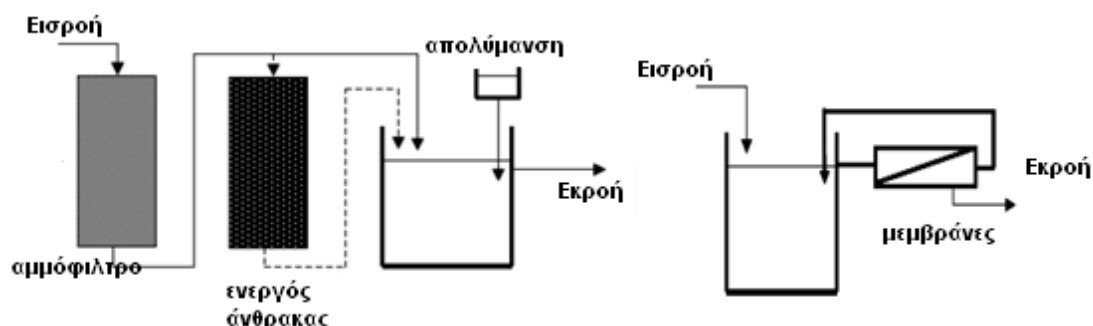 Εισροή
απολύμανση
Εκροή
αμμόφιλτρο
ενεργός
άνθρακας
Εισροή
Εκροή
μεμβράνες